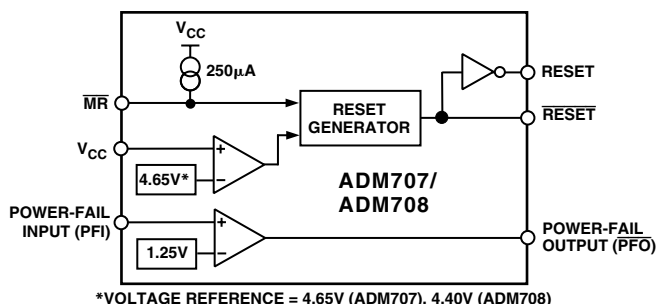 VCC
250µA
MR
RESET
RESET
GENERATOR
RESET
VCC
4.65V*
ADM707/
ADM708
POWER-FAIL
INPUT (PFI)
1.25V
POWER-FAIL
OUTPUT (PFO)
*VOLTAGE REFERENCE = 4.65V (ADM707), 4.40V (ADM708)